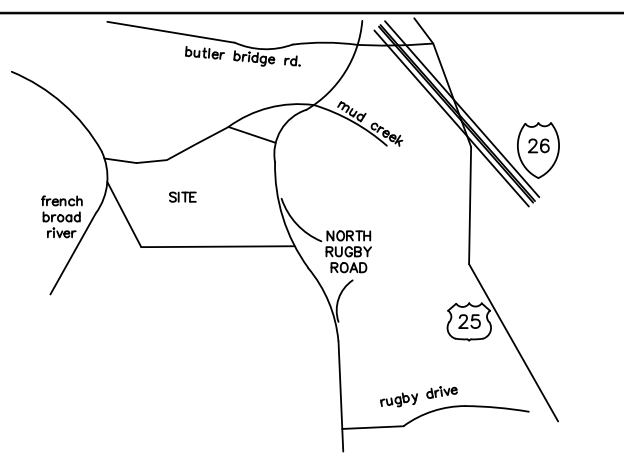 butler bridge rd.
mud creek
26
french
broad
river
SITE
NORTH
RUGBY
ROAD
25
rugby drive